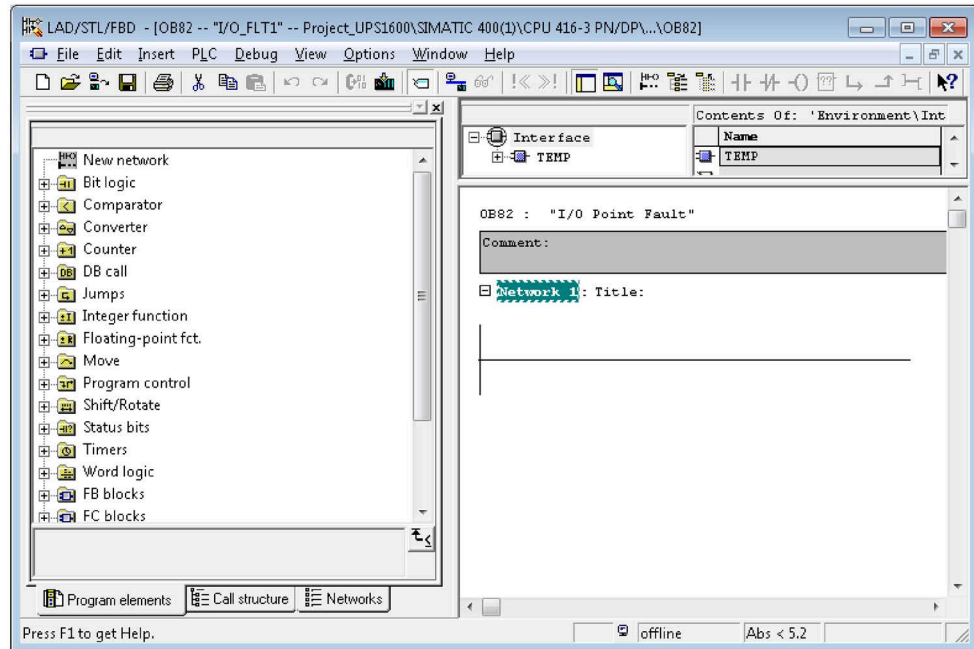 LAD/STL/FBD - [OB82 -- "I/O_FLT1" -- Project_UPS1600\SIMATIC 400(1)\CPU 416-3 PN/DP\...\OB82]
File Edit Insert PLC Debug View Options Window Help
New network
Bit logic
Comparator
Converter
Counter
DB call
Jumps
Integer function
Floating-point fct.
Move
Program control
Shift/Rotate
Status bits
Timers
Word logic
FB blocks
FC blocks
Program elements Call structure Networks
Contents Of: 'Environment\Int
Interface Name
TEMP TEMP
OB82 : "I/O Point Fault"
Comment:
Network 1: Title:
Press F1 to get Help. offline Abs < 5.2